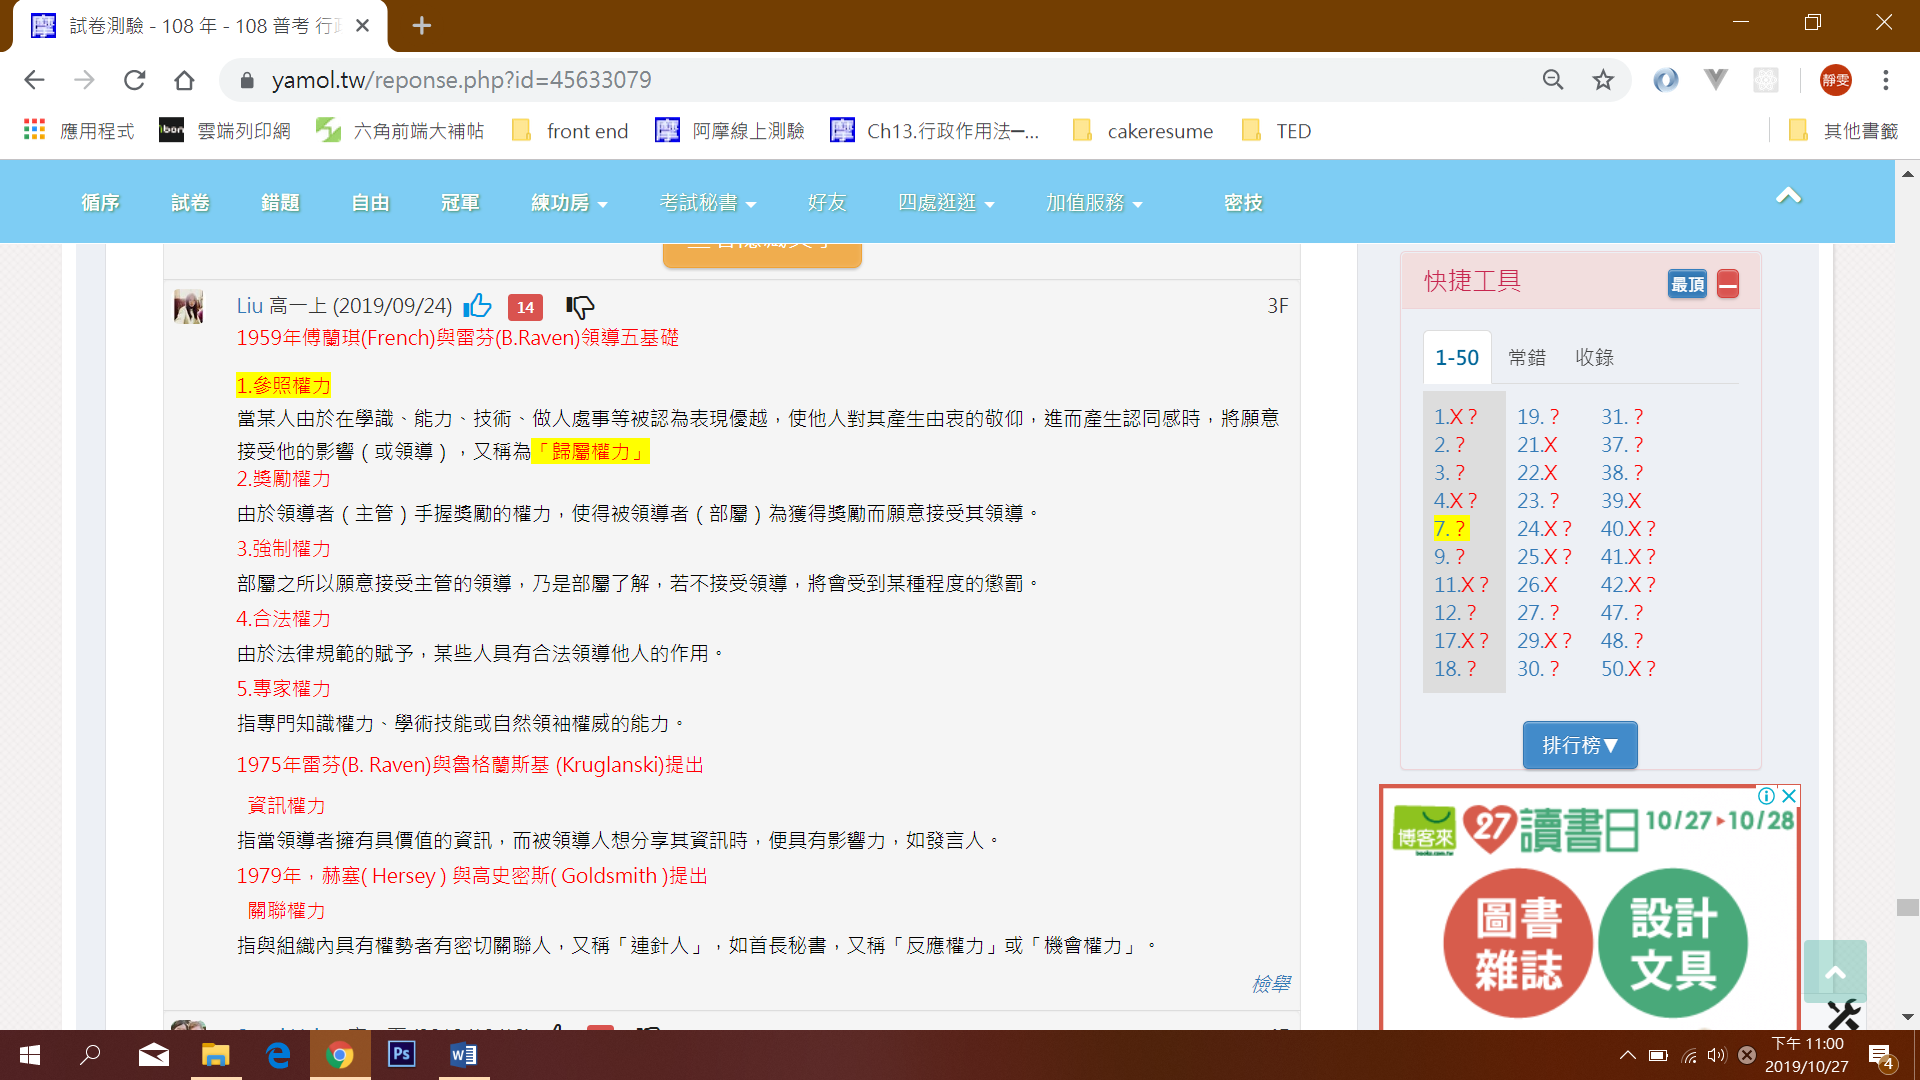 試卷測驗 - 108 年 - 108 普考 行
yamol.tw/reponse.php?id=45633079
靜雯
應用程式
ibon 雲端列印網
六角前端大補帖
front end
阿摩線上測驗
Ch13.行政作用法─...
cakeresume
TED
其他書籤
循序 試卷 錯題 自由 冠軍 練功房 考試秘書 好友 四處逛逛 加值服務 密技
Liu 高一上 (2019/09/24) 14 3F
1959年傅蘭琪(French)與雷芬(B.Raven)領導五基礎
1.參照權力
當某人由於在學識、能力、技術、做人處事等被認為表現優越，使他人對其產生由衷的敬仰，進而產生認同感時，將願意
接受他的影響（或領導），又稱為「歸屬權力」
2.獎勵權力
由於領導者（主管）手握獎勵的權力，使得被領導者（部屬）為獲得獎勵而願意接受其領導。
3.強制權力
部屬之所以願意接受主管的領導，乃是部屬了解，若不接受領導，將會受到某種程度的懲罰。
4.合法權力
由於法律規範的賦予，某些人具有合法領導他人的作用。
5.專家權力
指專門知識權力、學術技能或自然領袖權威的能力。
1975年雷芬(B. Raven)與魯格蘭斯基 (Kruglanski)提出
資訊權力
指當領導者擁有具價值的資訊，而被領導人想分享其資訊時，便具有影響力，如發言人。
1979年，赫塞( Hersey ) 與高史密斯( Goldsmith )提出
關聯權力
指與組織內具有權勢者有密切關聯人，又稱「連針人」，如首長秘書，又稱「反應權力」或「機會權力」。
檢舉
快捷工具 最頂
1-50 常錯 收錄
1.X ? 19. ? 31. ?
2. ? 21.X 37. ?
3. ? 22.X 38. ?
4.X ? 23. ? 39.X
7. ? 24.X ? 40.X ?
9. ? 25.X ? 41.X ?
11.X ? 26.X 42.X ?
12. ? 27. ? 47. ?
17.X ? 29.X ? 48. ?
18. ? 30. ? 50.X ?
排行榜▼
博客來
books.com.tw
27 讀書日 10/27▸10/28
圖書
雜誌
設計
文具
Ps
下午 11:00
2019/10/27
4